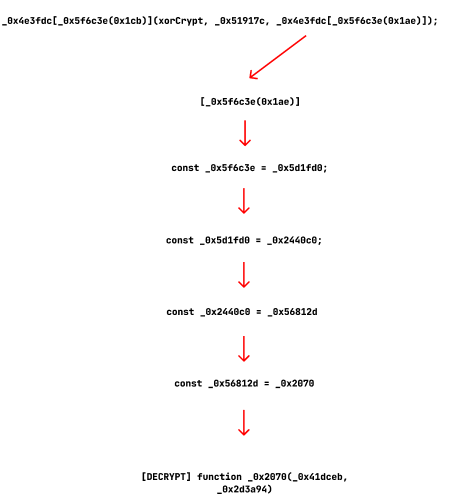 _0x4e3fdc[_0x5f6c3e(0x1cb)](xorCrypt, _0x51917c, _0x4e3fdc[_0x5f6c3e(0x1ae)]);
[_0x5f6c3e(0x1ae)]
const _0x5f6c3e = _0x5d1fd0;
const _0x5d1fd0 = _0x2440c0;
const _0x2440c0 = _0x56812d
const _0x56812d = _0x2070
[DECRYPT] function _0x2070(_0x41dceb,
_0x2d3a94)